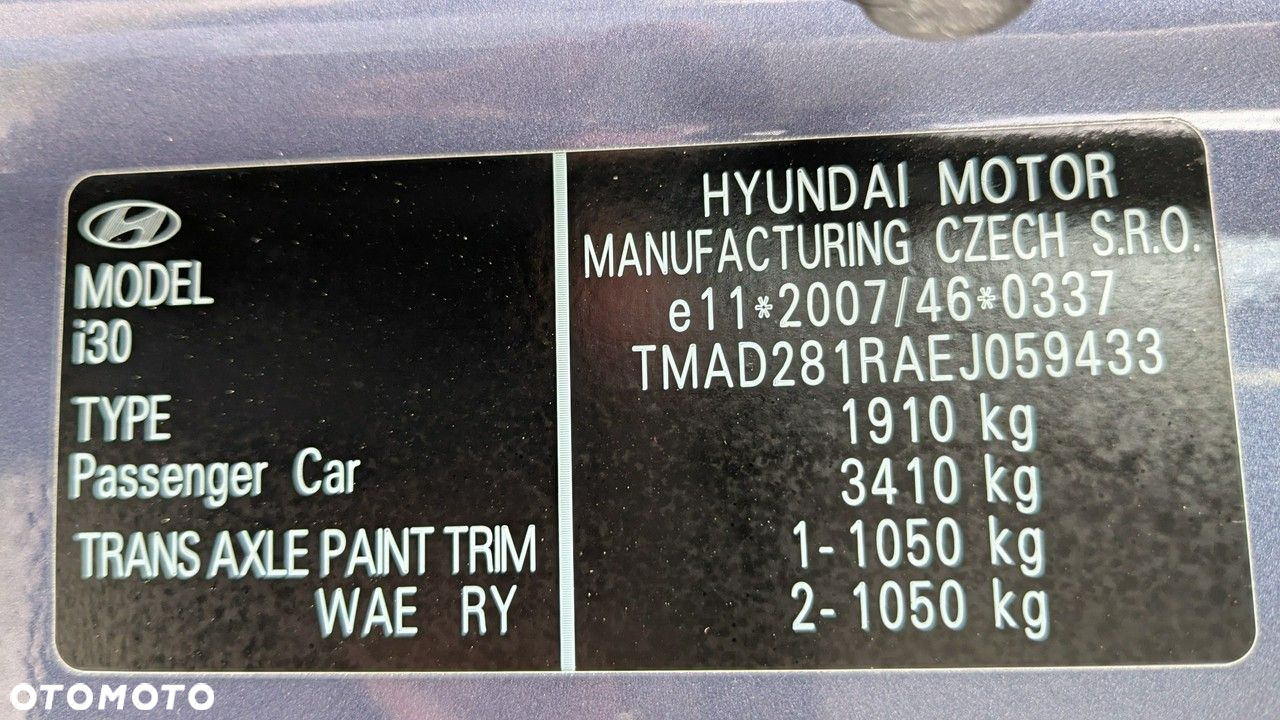 MODEL
i30
TYPE
Passenger Car
TRANS AXLE PAINT TRIM
WAE RY
HYUNDAI MOTOR
MANUFACTURING CZECH S.R.O.
e11*2007/46*0337
TMAD281RAEJ059433
1910 kg
3410 kg
1-1050 kg
2-1050 kg
OTOMOTO